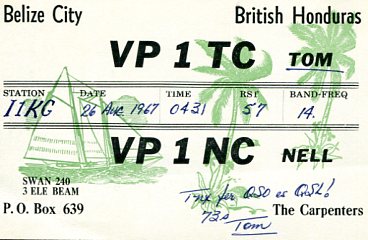 Belize City British Honduras
VP 1 TC TOM
STATION DATE TIME RST BAND-FREQ
I1KG 26 Aug. 1967 0431 57 14.
VP 1 NC NELL
SWAN 240
3 ELE BEAM
Tnx for QSO es QSL!
P. O. Box 639 73s The Carpenters
Tom